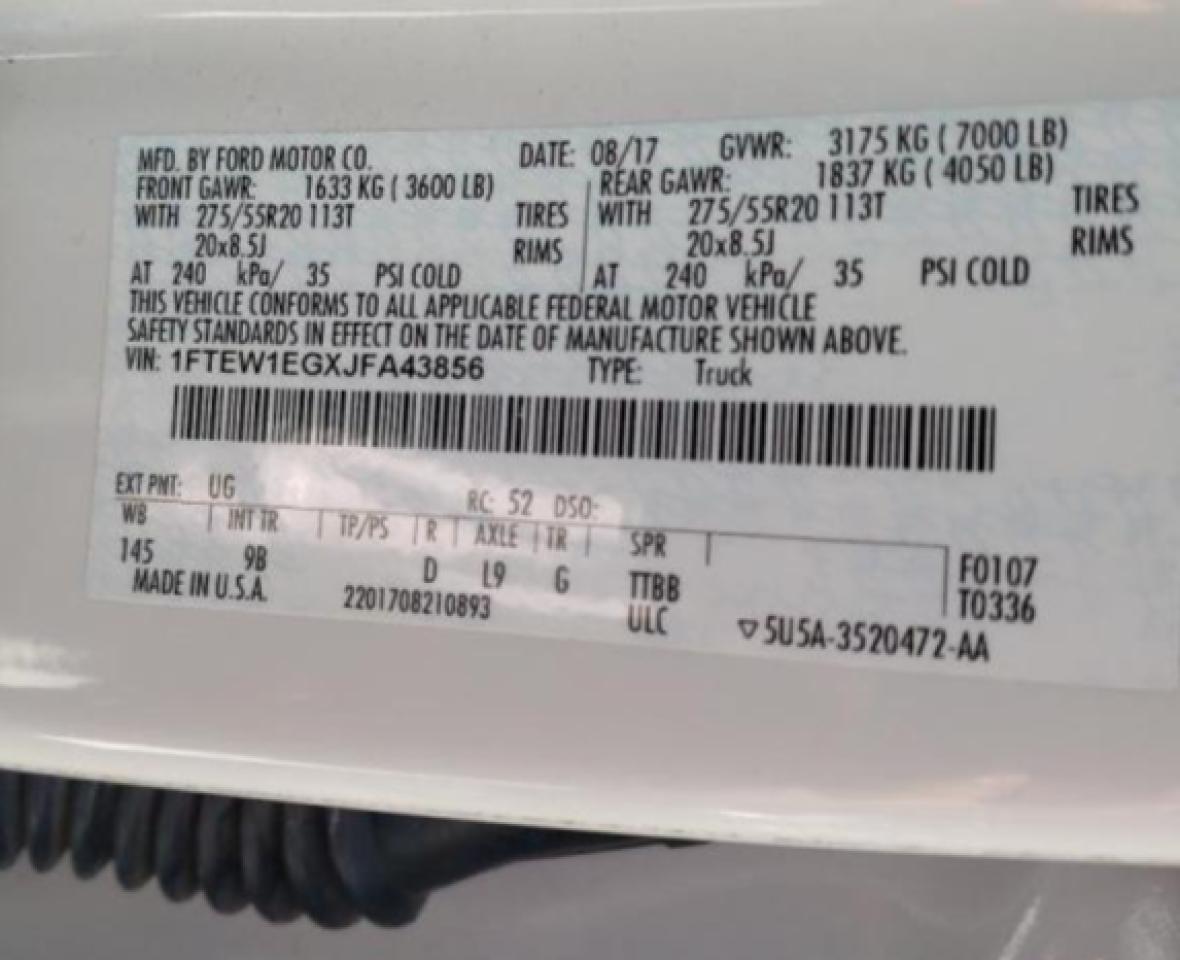 MFD. BY FORD MOTOR CO. DATE: 08/17 GVWR: 3175 KG ( 7000 LB)
FRONT GAWR: 1633 KG ( 3600 LB) REAR GAWR: 1837 KG ( 4050 LB)
WITH 275/55R20 113T TIRES WITH 275/55R20 113T TIRES
20x8.5J RIMS 20x8.5J RIMS
AT 240 kPa/ 35 PSI COLD AT 240 kPa/ 35 PSI COLD
THIS VEHICLE CONFORMS TO ALL APPLICABLE FEDERAL MOTOR VEHICLE
SAFETY STANDARDS IN EFFECT ON THE DATE OF MANUFACTURE SHOWN ABOVE.
VIN: 1FTEW1EGXJFA43856 TYPE: Truck
EXT PNT: UG RC: 52 DSO:
WB INT TR TP/PS R AXLE TR SPR F0107
145 9B D L9 G TTBB T0336
MADE IN U.S.A. 2201708210893 ULC ▽5U5A-3520472-AA